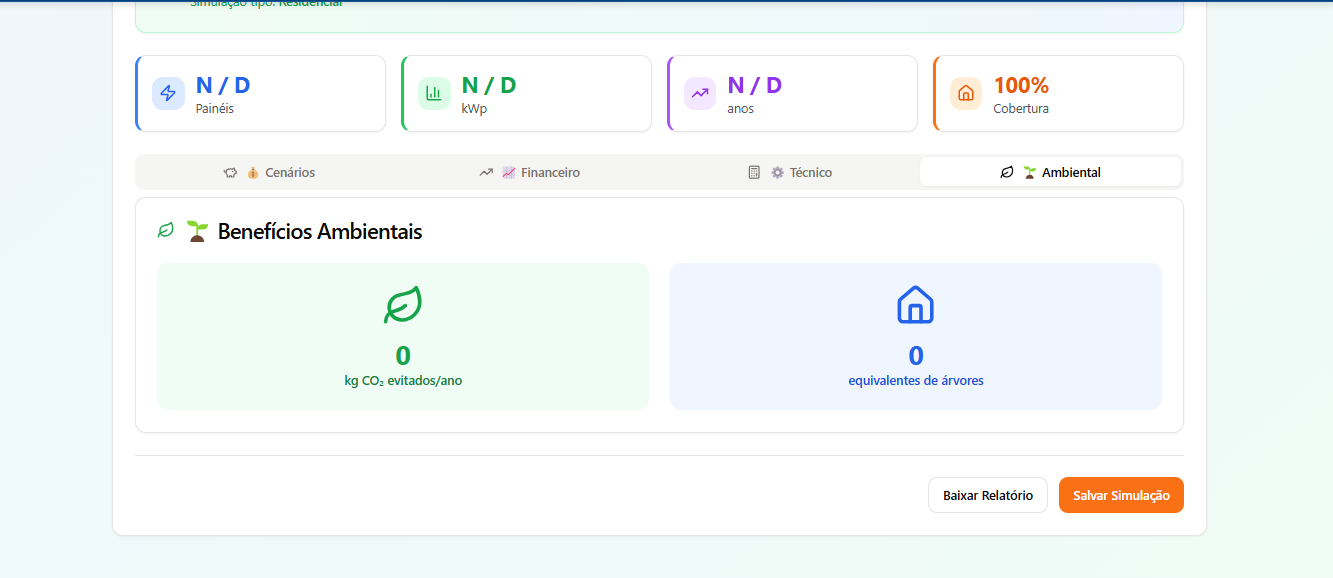 Simulação tipo: Residencial
N / D
Painéis
N / D
kWp
N / D
anos
100%
Cobertura
Cenários
Financeiro
Técnico
Ambiental
Benefícios Ambientais
0
kg CO₂ evitados/ano
0
equivalentes de árvores
Baixar Relatório
Salvar Simulação